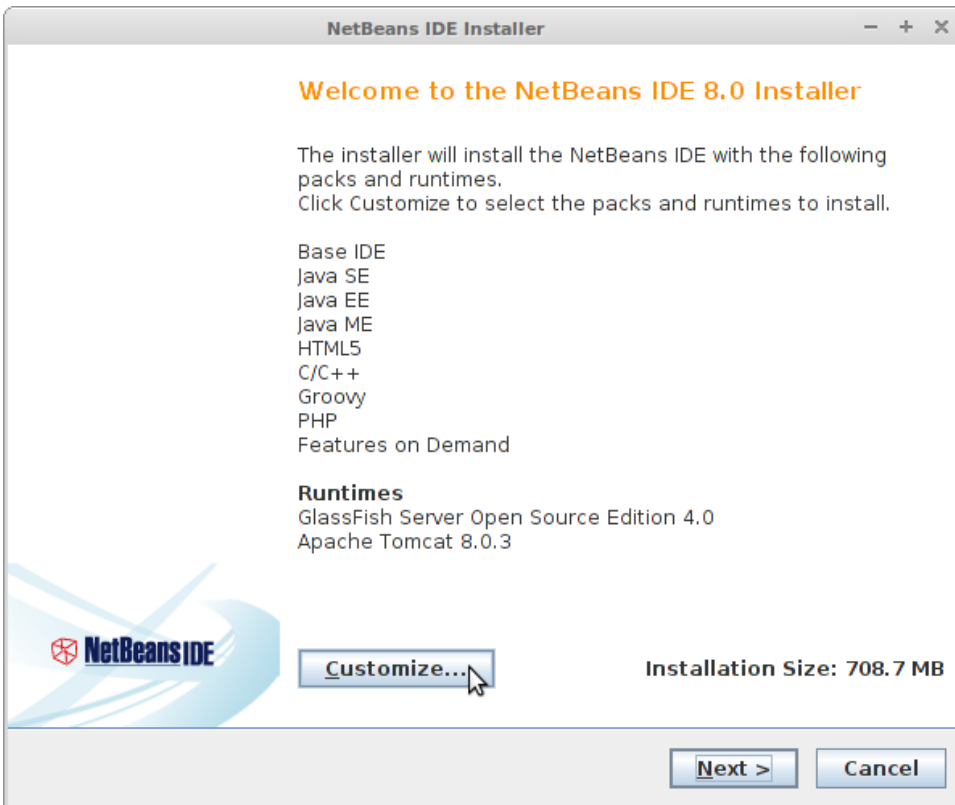 NetBeans IDE Installer
Welcome to the NetBeans IDE 8.0 Installer
The installer will install the NetBeans IDE with the following
packs and runtimes.
Click Customize to select the packs and runtimes to install.
Base IDE
Java SE
Java EE
Java ME
HTML5
C/C++
Groovy
PHP
Features on Demand
Runtimes
GlassFish Server Open Source Edition 4.0
Apache Tomcat 8.0.3
NetBeans IDE
Customize...
Installation Size: 708.7 MB
Next >
Cancel